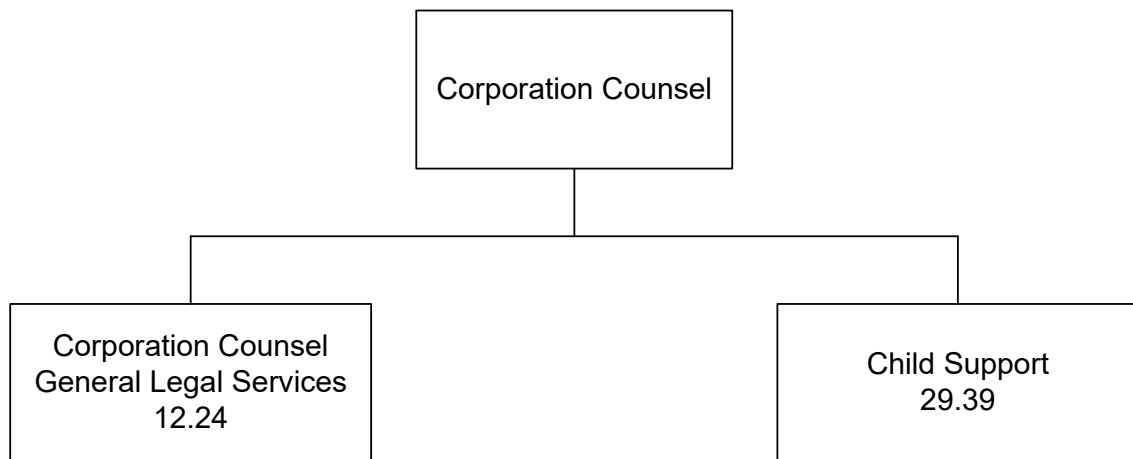 Corporation Counsel
Corporation Counsel
General Legal Services
12.24
Child Support
29.39